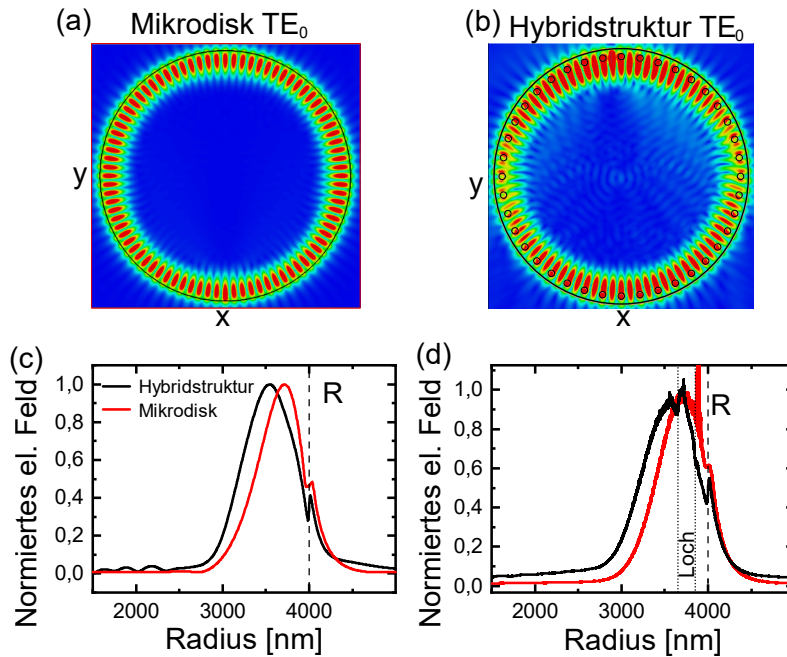 (a) Mikrodisk TE₀
y
x
(b) Hybridstruktur TE₀
y
x
(c)
Normiertes el. Feld
1,0
0,8
0,6
0,4
0,2
0,0
Hybridstruktur
Mikrodisk
R
2000 3000 4000
Radius [nm]
(d)
Normiertes el. Feld
1,0
0,8
0,6
0,4
0,2
0,0
Loch
R
2000 3000 4000
Radius [nm]